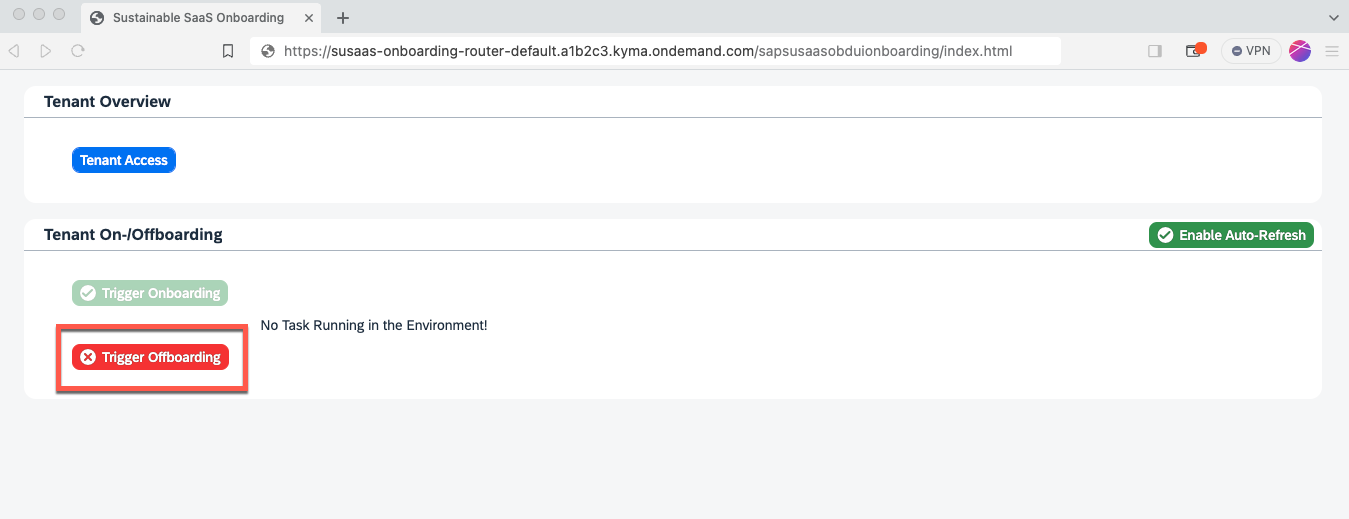 Sustainable SaaS Onboarding
https://susaas-onboarding-router-default.a1b2c3.kyma.ondemand.com/sapsusaasobduionboarding/index.html
VPN
Tenant Overview
Tenant Access
Tenant On-/Offboarding
Enable Auto-Refresh
Trigger Onboarding
No Task Running in the Environment!
Trigger Offboarding